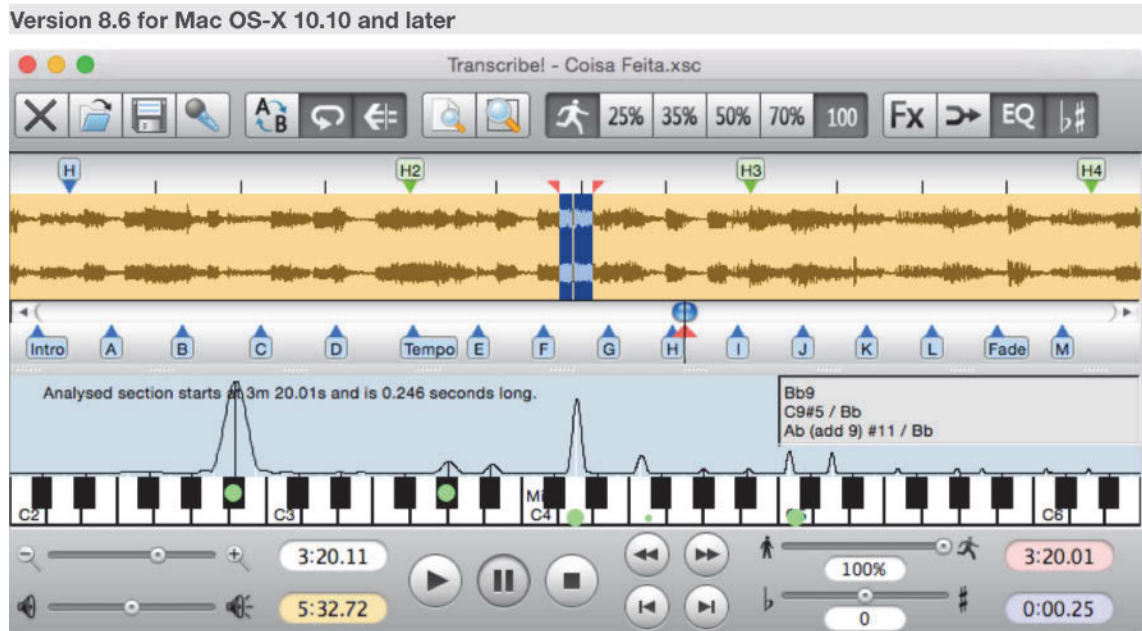 Version 8.6 for Mac OS-X 10.10 and later
Transcribe! - Coisa Feita.xsc
A B 25% 35% 50% 70% 100 Fx EQ ♭♯
H H2 H3 H4
Intro A B C D Tempo E F G H I J K L Fade M
Analysed section starts at 3m 20.01s and is 0.246 seconds long.
Bb9
C9#5 / Bb
Ab (add 9) #11 / Bb
C2 C3 C4 C6
3:20.11
100%
3:20.01
5:32.72
♭ 0 ♯
0:00.25